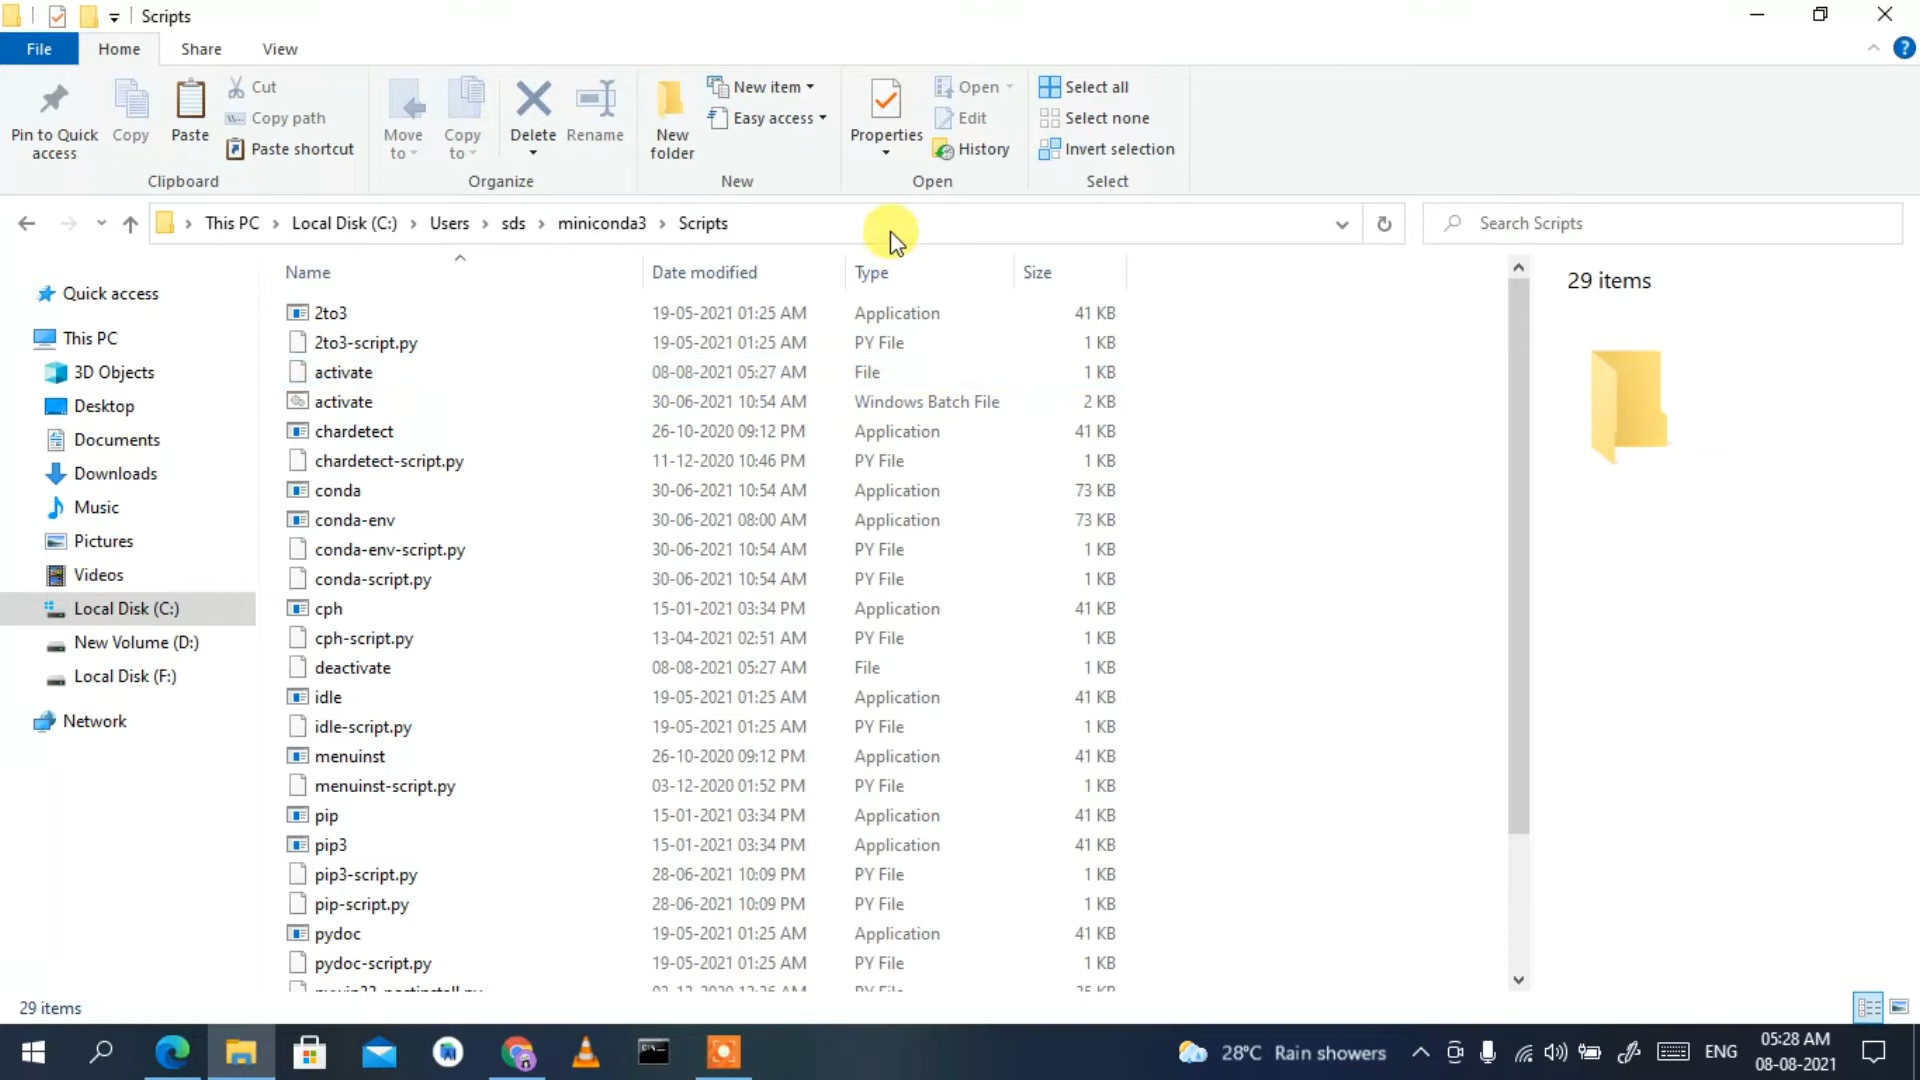 Scripts
File Home Share View
Pin to Quick access
Copy
Paste
Cut
Copy path
Paste shortcut
Clipboard
Move to
Copy to
Delete
Rename
Organize
New folder
New item
Easy access
New
Properties
Open
Edit
History
Open
Select all
Select none
Invert selection
Select
This PC > Local Disk (C:) > Users > sds > miniconda3 > Scripts
Search Scripts
Quick access
This PC
3D Objects
Desktop
Documents
Downloads
Music
Pictures
Videos
Local Disk (C:)
New Volume (D:)
Local Disk (F:)
Network
Name Date modified Type Size
2to3 19-05-2021 01:25 AM Application 41 KB
2to3-script.py 19-05-2021 01:25 AM PY File 1 KB
activate 08-08-2021 05:27 AM File 1 KB
activate 30-06-2021 10:54 AM Windows Batch File 2 KB
chardetect 26-10-2020 09:12 PM Application 41 KB
chardetect-script.py 11-12-2020 10:46 PM PY File 1 KB
conda 30-06-2021 10:54 AM Application 73 KB
conda-env 30-06-2021 08:00 AM Application 73 KB
conda-env-script.py 30-06-2021 10:54 AM PY File 1 KB
conda-script.py 30-06-2021 10:54 AM PY File 1 KB
cph 15-01-2021 03:34 PM Application 41 KB
cph-script.py 13-04-2021 02:51 AM PY File 1 KB
deactivate 08-08-2021 05:27 AM File 1 KB
idle 19-05-2021 01:25 AM Application 41 KB
idle-script.py 19-05-2021 01:25 AM PY File 1 KB
menuinst 26-10-2020 09:12 PM Application 41 KB
menuinst-script.py 03-12-2020 01:52 PM PY File 1 KB
pip 15-01-2021 03:34 PM Application 41 KB
pip3 15-01-2021 03:34 PM Application 41 KB
pip3-script.py 28-06-2021 10:09 PM PY File 1 KB
pip-script.py 28-06-2021 10:09 PM PY File 1 KB
pydoc 19-05-2021 01:25 AM Application 41 KB
pydoc-script.py 19-05-2021 01:25 AM PY File 1 KB
29 items
29 items
28°C Rain showers
ENG
05:28 AM
08-08-2021